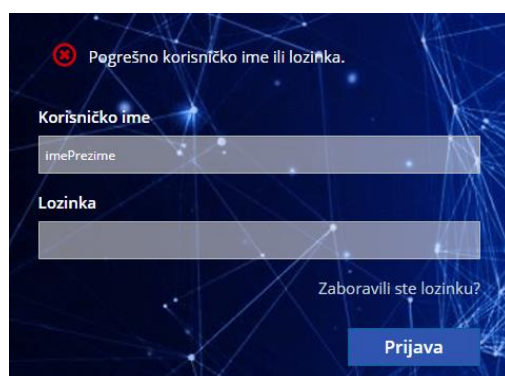 Pogrešno korisničko ime ili lozinka.
Korisničko ime
imePrezime
Lozinka
Zaboravili ste lozinku?
Prijava